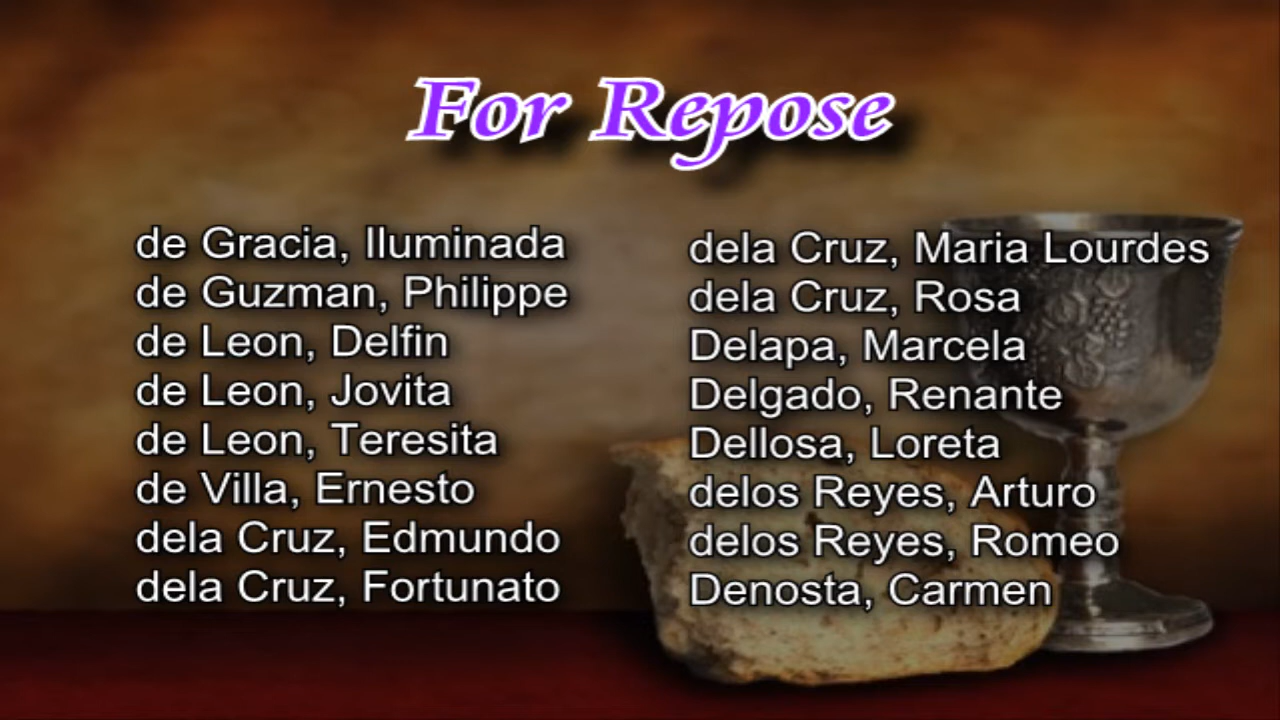 For Repose
de Gracia, Iluminada
de Guzman, Philippe
de Leon, Delfin
de Leon, Jovita
de Leon, Teresita
de Villa, Ernesto
dela Cruz, Edmundo
dela Cruz, Fortunato
dela Cruz, Maria Lourdes
dela Cruz, Rosa
Delapa, Marcela
Delgado, Renante
Dellosa, Loreta
delos Reyes, Arturo
delos Reyes, Romeo
Denosta, Carmen